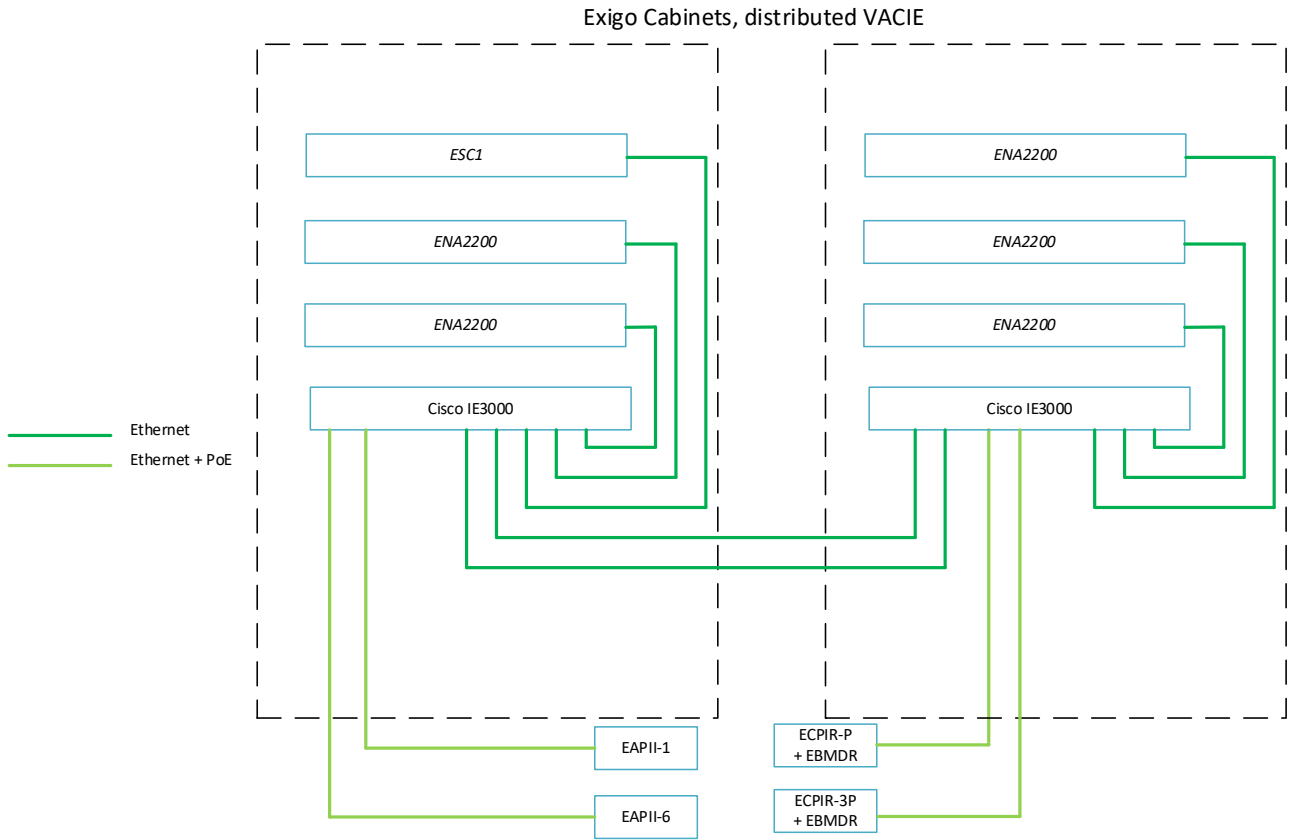 Exigo Cabinets, distributed VACIE
ESC1
ENA2200
ENA2200
Cisco IE3000
ENA2200
ENA2200
ENA2200
Cisco IE3000
Ethernet
Ethernet + PoE
EAPII-1
EAPII-6
ECPIR-P
+ EBMDR
ECPIR-3P
+ EBMDR